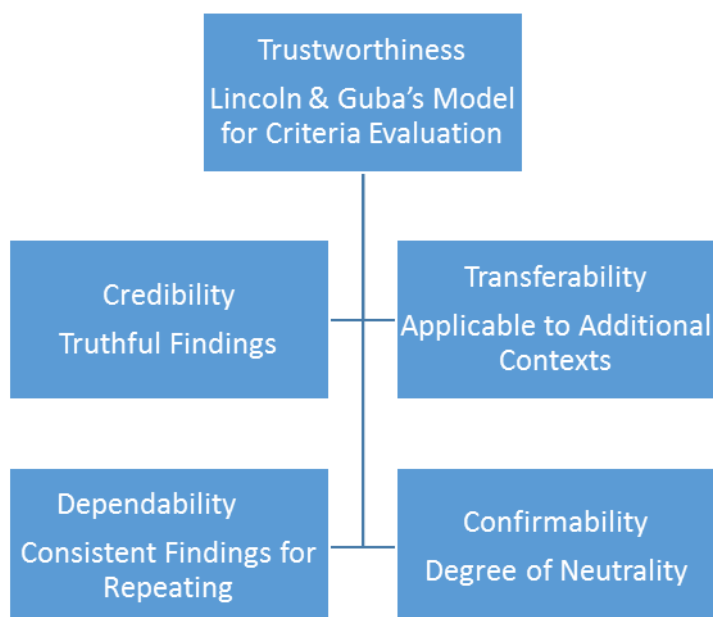 Trustworthiness
Lincoln & Guba’s Model
for Criteria Evaluation
Credibility
Truthful Findings
Transferability
Applicable to Additional
Contexts
Dependability
Consistent Findings for
Repeating
Confirmability
Degree of Neutrality